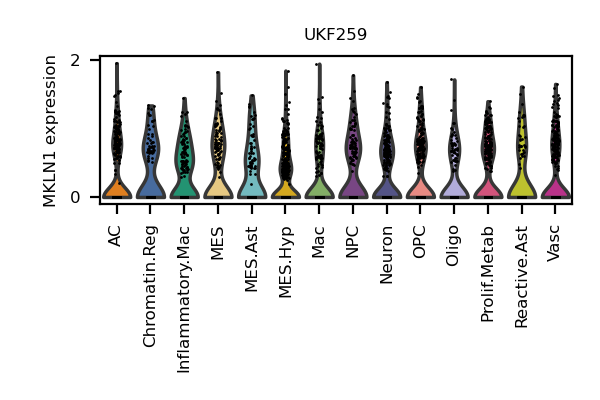 UKF259
MKLN1 expression
2
0
AC
Chromatin.Reg
Inflammatory.Mac
MES
MES.Ast
MES.Hyp
Mac
NPC
Neuron
OPC
Oligo
Prolif.Metab
Reactive.Ast
Vasc